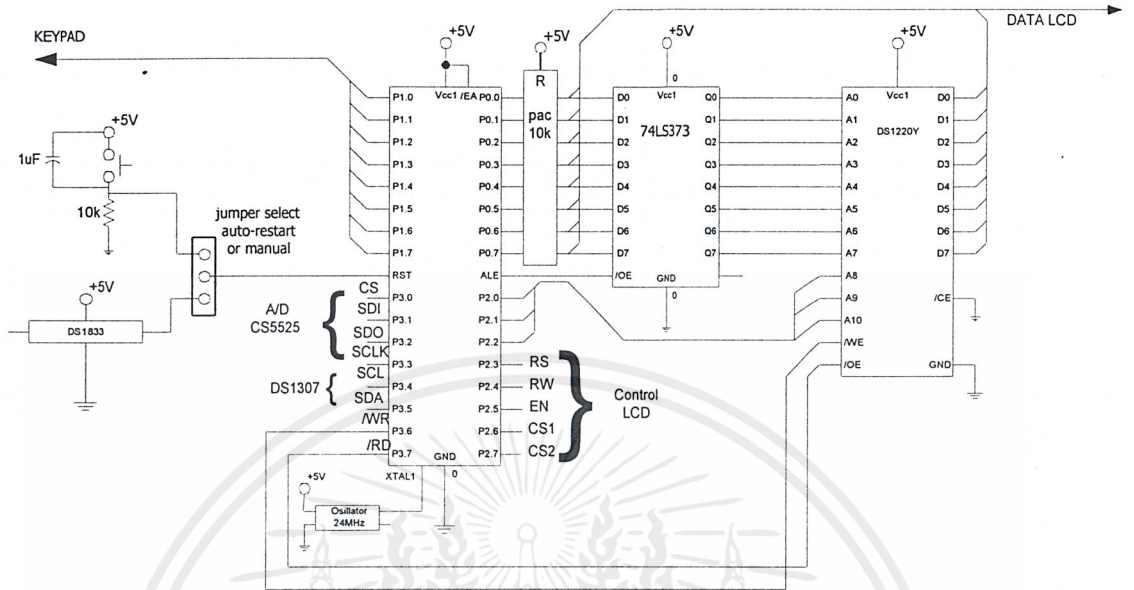 KEYPAD
DATA LCD
+5V
+5V
+5V
+5V
R
pac
10k
Vcc1 /EA
P1.0
P1.1
P1.2
P1.3
P1.4
P1.5
P1.6
P1.7
RST
P3.0
P3.1
P3.2
P3.3
P3.4
P3.5
P3.6
P3.7
P0.0
P0.1
P0.2
P0.3
P0.4
P0.5
P0.6
P0.7
ALE
P2.0
P2.1
P2.2
P2.3
P2.4
P2.5
P2.6
P2.7
GND
0
XTAL1
0
Vcc1
74LS373
D0
D1
D2
D3
D4
D5
D6
D7
/OE
Q0
Q1
Q2
Q3
Q4
Q5
Q6
Q7
GND
0
Vcc1
DS1220Y
A0
A1
A2
A3
A4
A5
A6
A7
A8
A9
A10
/WE
/OE
D0
D1
D2
D3
D4
D5
D6
D7
/CE
GND
+5V
1uF
10k
jumper select
auto-restart
or manual
+5V
DS1833
A/D
CS5525
CS
SDI
SDO
SCLK
DS1307
SCL
SDA
/WR
/RD
RS
RW
EN
CS1
CS2
Control
LCD
+5V
Osillator
24MHz